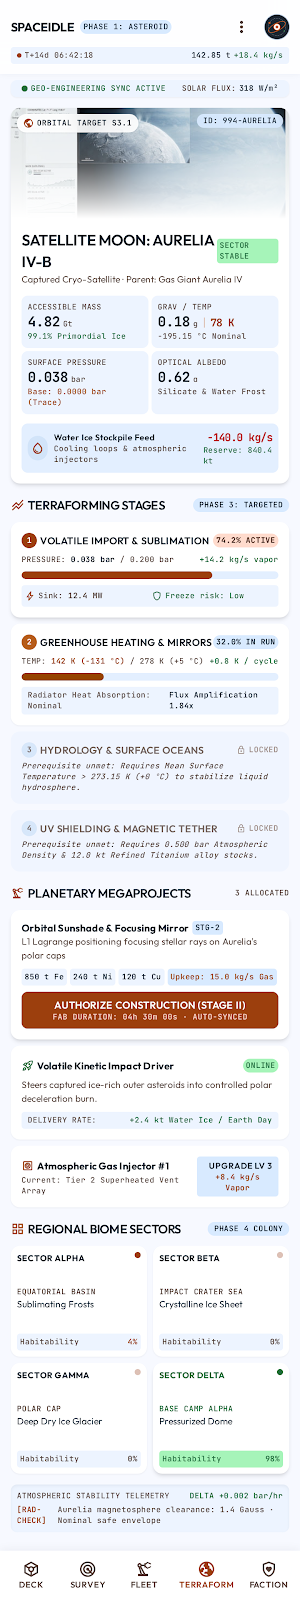 SPACEIDLE PHASE 1: ASTEROID
T+14d 06:42:18 142.85 t +18.4 kg/s
GEO-ENGINEERING SYNC ACTIVE SOLAR FLUX: 318 W/m²
ORBITAL TARGET S3.1 ID: 994-AURELIA
SATELLITE MOON: AURELIA IV-B
SECTOR STABLE
Captured Cryo-Satellite · Parent: Gas Giant Aurelia IV
ACCESSIBLE MASS
4.82 Gt
99.1% Primordial Ice
GRAV / TEMP
0.18 g | 78 K
-195.15 °C Nominal
SURFACE PRESSURE
0.038 bar
Base: 0.0000 bar
(Trace)
OPTICAL ALBEDO
0.62 α
Silicate & Water Frost
Water Ice Stockpile Feed
Cooling loops & atmospheric
injectors
-140.0 kg/s
Reserve: 840.4
kt
TERRAFORMING STAGES PHASE 3: TARGETED
1 VOLATILE IMPORT & SUBLIMATION 74.2% ACTIVE
PRESSURE: 0.038 bar / 0.200 bar +14.2 kg/s vapor
Sink: 12.4 MW Freeze risk: Low
2 GREENHOUSE HEATING & MIRRORS 32.0% IN RUN
TEMP: 142 K (-131 °C) / 278 K (+5 °C) +0.8 K / cycle
Radiator Heat Absorption:
Nominal
Flux Amplification
1.84x
3 HYDROLOGY & SURFACE OCEANS LOCKED
Prerequisite unmet: Requires Mean Surface
Temperature > 273.15 K (+0 °C) to stabilize liquid
hydrosphere.
4 UV SHIELDING & MAGNETIC TETHER LOCKED
Prerequisite unmet: Requires 0.500 bar Atmospheric
Density & 12.0 kt Refined Titanium alloy stocks.
PLANETARY MEGAPROJECTS 3 ALLOCATED
Orbital Sunshade & Focusing Mirror STG-2
L1 Lagrange positioning focusing stellar rays on Aurelia's
polar caps
850 t Fe 240 t Ni 120 t Cu Upkeep: 15.0 kg/s Gas
AUTHORIZE CONSTRUCTION (STAGE II)
FAB DURATION: 04h 30m 00s · AUTO-SYNCED
Volatile Kinetic Impact Driver ONLINE
Steers captured ice-rich outer asteroids into controlled polar
deceleration burn.
DELIVERY RATE: +2.4 kt Water Ice / Earth Day
Atmospheric Gas Injector #1
Current: Tier 2 Superheated Vent
Array
UPGRADE LV 3
+8.4 kg/s
Vapor
REGIONAL BIOME SECTORS PHASE 4 COLONY
SECTOR ALPHA
EQUATORIAL BASIN
Sublimating Frosts
Habitability 4%
SECTOR BETA
IMPACT CRATER SEA
Crystalline Ice Sheet
Habitability 0%
SECTOR GAMMA
POLAR CAP
Deep Dry Ice Glacier
Habitability 0%
SECTOR DELTA
BASE CAMP ALPHA
Pressurized Dome
Habitability 98%
ATMOSPHERIC STABILITY TELEMETRY DELTA +0.002 bar/hr
[RAD-
CHECK]
Aurelia magnetosphere clearance: 1.4 Gauss ·
Nominal safe envelope
DECK SURVEY FLEET TERRAFORM FACTION